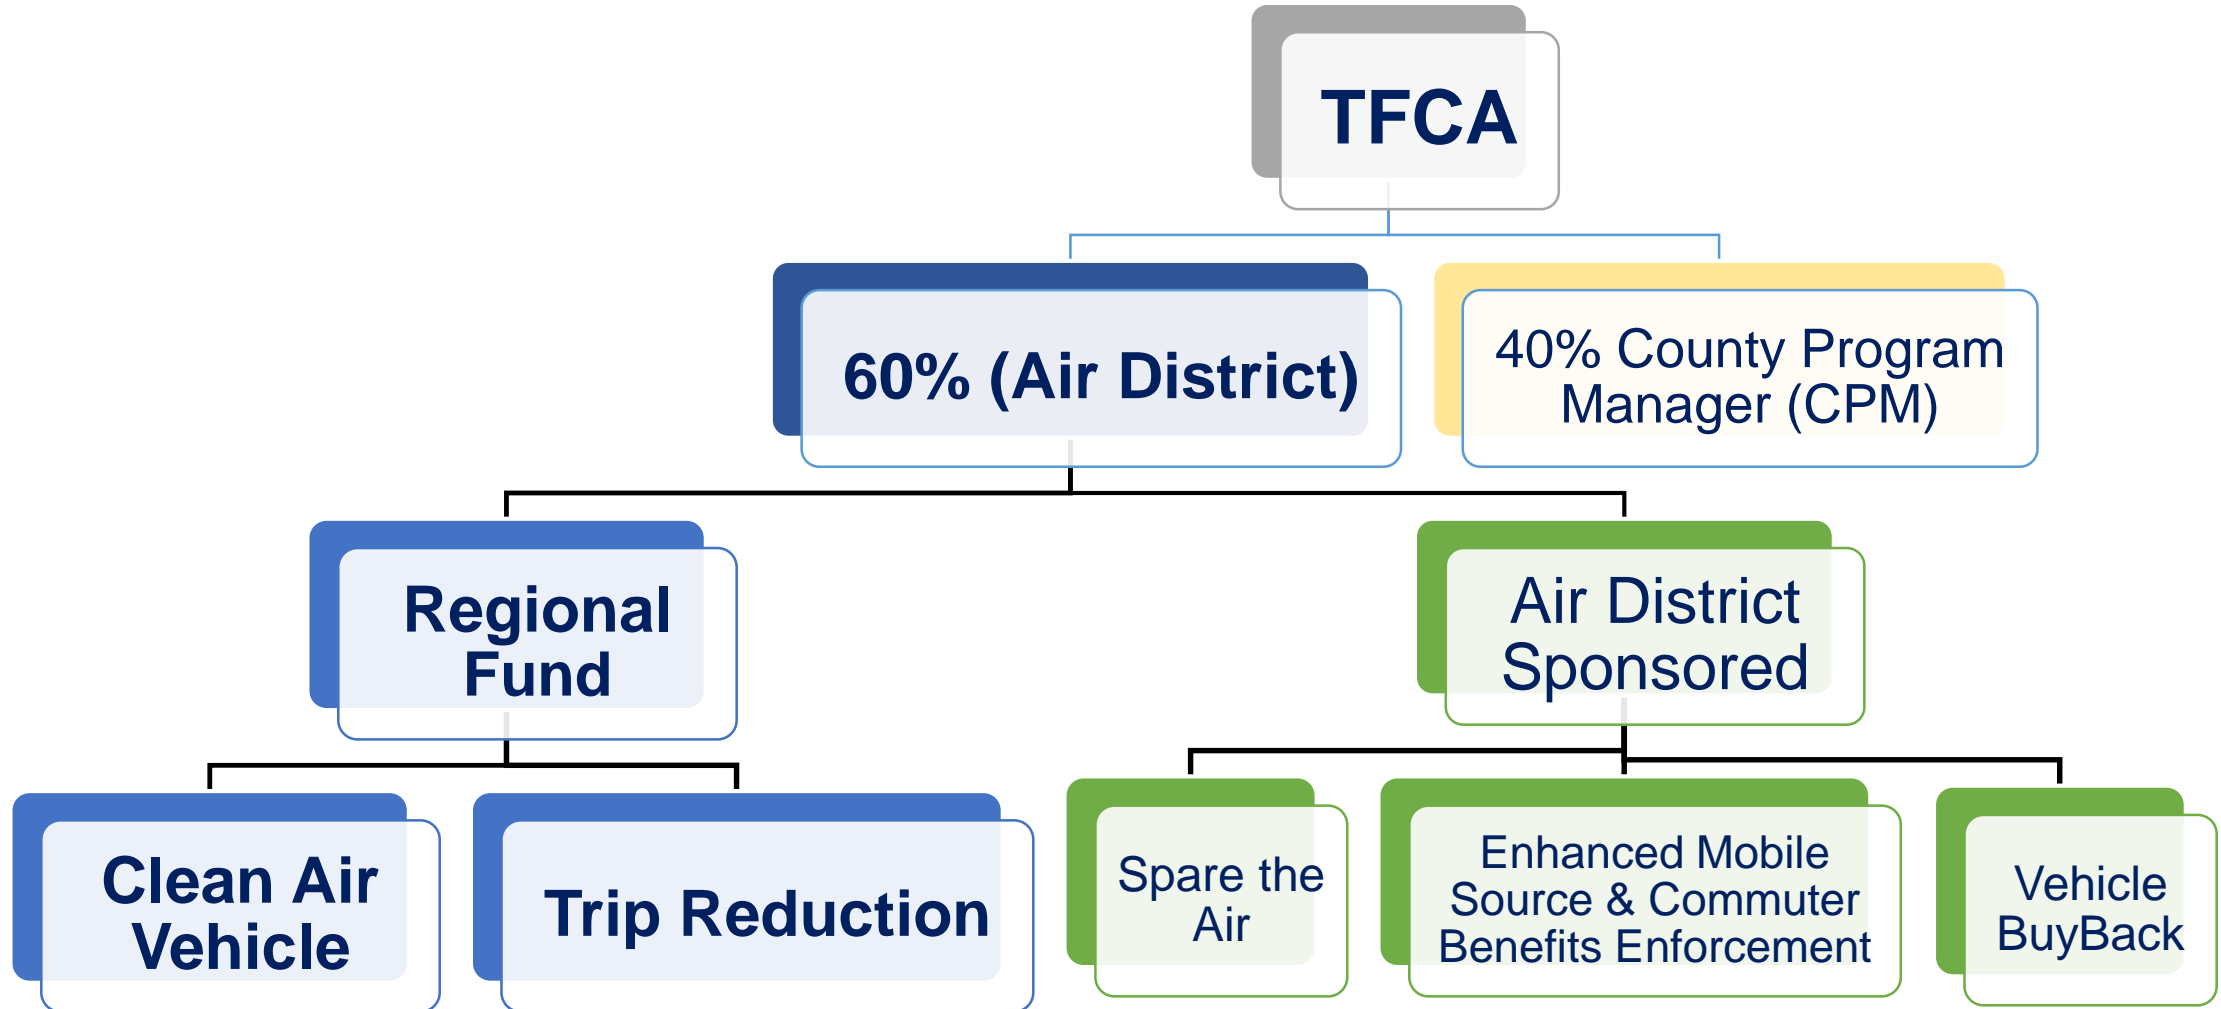 TFCA
60% (Air District)
40% County Program
Manager (CPM)
Regional
Fund
Air District
Sponsored
Clean Air
Vehicle
Trip Reduction
Spare the
Air
Enhanced Mobile
Source & Commuter
Benefits Enforcement
Vehicle
BuyBack